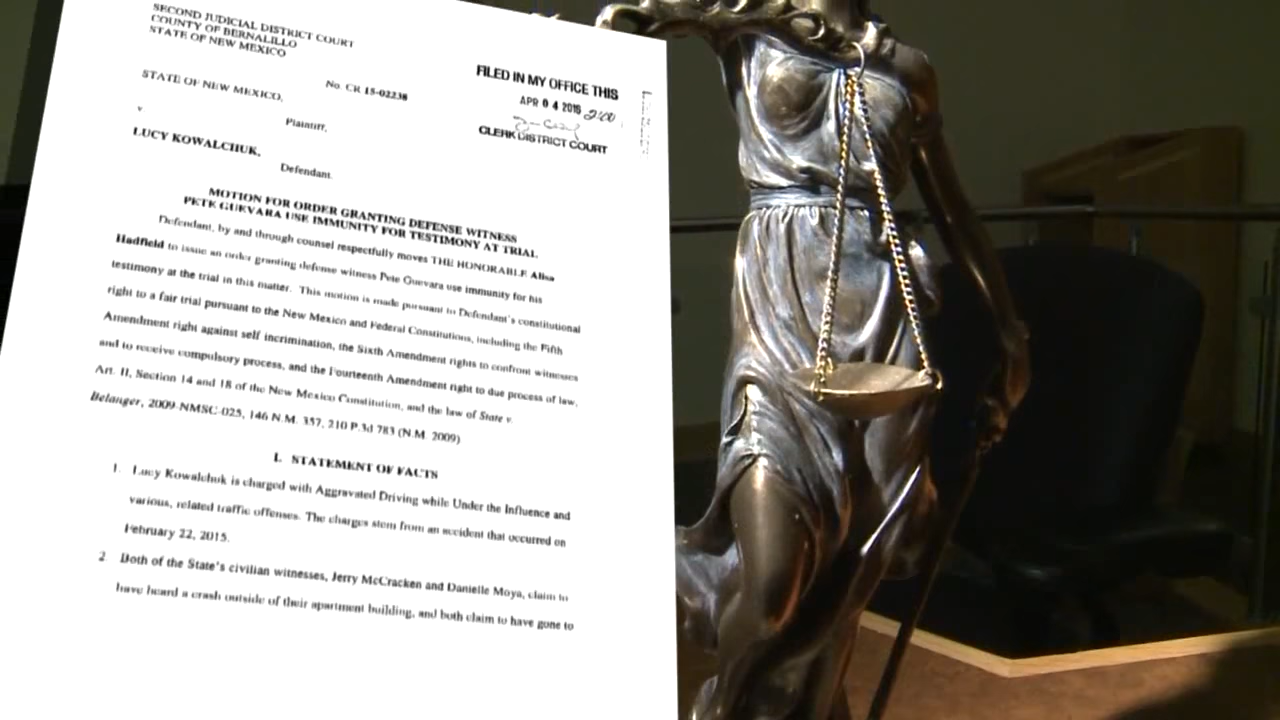 SECOND JUDICIAL DISTRICT COURT
COUNTY OF BERNALILLO
STATE OF NEW MEXICO
STATE OF NEW MEXICO,
No. CR 15-02238
Plaintiff,
v
LUCY KOWALCHUK,
Defendant.
FILED IN MY OFFICE THIS
APR 04 2016 2:00
CLERK DISTRICT COURT
MOTION FOR ORDER GRANTING DEFENSE WITNESS
PETE GUEVARA USE IMMUNITY FOR TESTIMONY AT TRIAL
Defendant, by and through counsel respectfully moves THE HONORABLE Alisa
Hadfield to issue an order granting defense witness Pete Guevara use immunity for his
testimony at the trial in this matter. This motion is made pursuant to Defendant's constitutional
right to a fair trial pursuant to the New Mexico and Federal Constitutions, including the Fifth
Amendment right against self incrimination, the Sixth Amendment rights to confront witnesses
and to receive compulsory process, and the Fourteenth Amendment right to due process of law,
Art. II, Section 14 and 18 of the New Mexico Constitution, and the law of State v.
Belanger, 2009-NMSC-025, 146 N.M. 357, 210 P.3d 783 (N.M. 2009)
I. STATEMENT OF FACTS
1. Lucy Kowalchuk is charged with Aggravated Driving while Under the Influence and
various, related traffic offenses. The charges stem from an accident that occurred on
February 22, 2015.
2. Both of the State's civilian witnesses, Jerry McCracken and Danielle Moya, claim to
have heard a crash outside of their apartment building, and both claim to have gone to